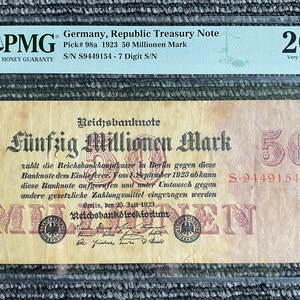 PMG
MONEY GUARANTY
Germany, Republic Treasury Note
Pick# 98a 1923 50 Millionen Mark
S/N S9449154 - 7 Digit S/N
20
Very
Reichsbanknote
Fünfzig Millionen Mark
zahlt die Reichsbankhauptkasse in Berlin gegen diese
Banknote dem Einlieferer. Vom 1. September 1923 ab kann
diese Banknote aufgerufen und unter Umtausch gegen
andere gesetzliche Zahlungsmittel eingezogen werden
Berlin, den 25. Juli 1923
Reichsbankdirektorium
50
50
S·9449154
MILLIONEN